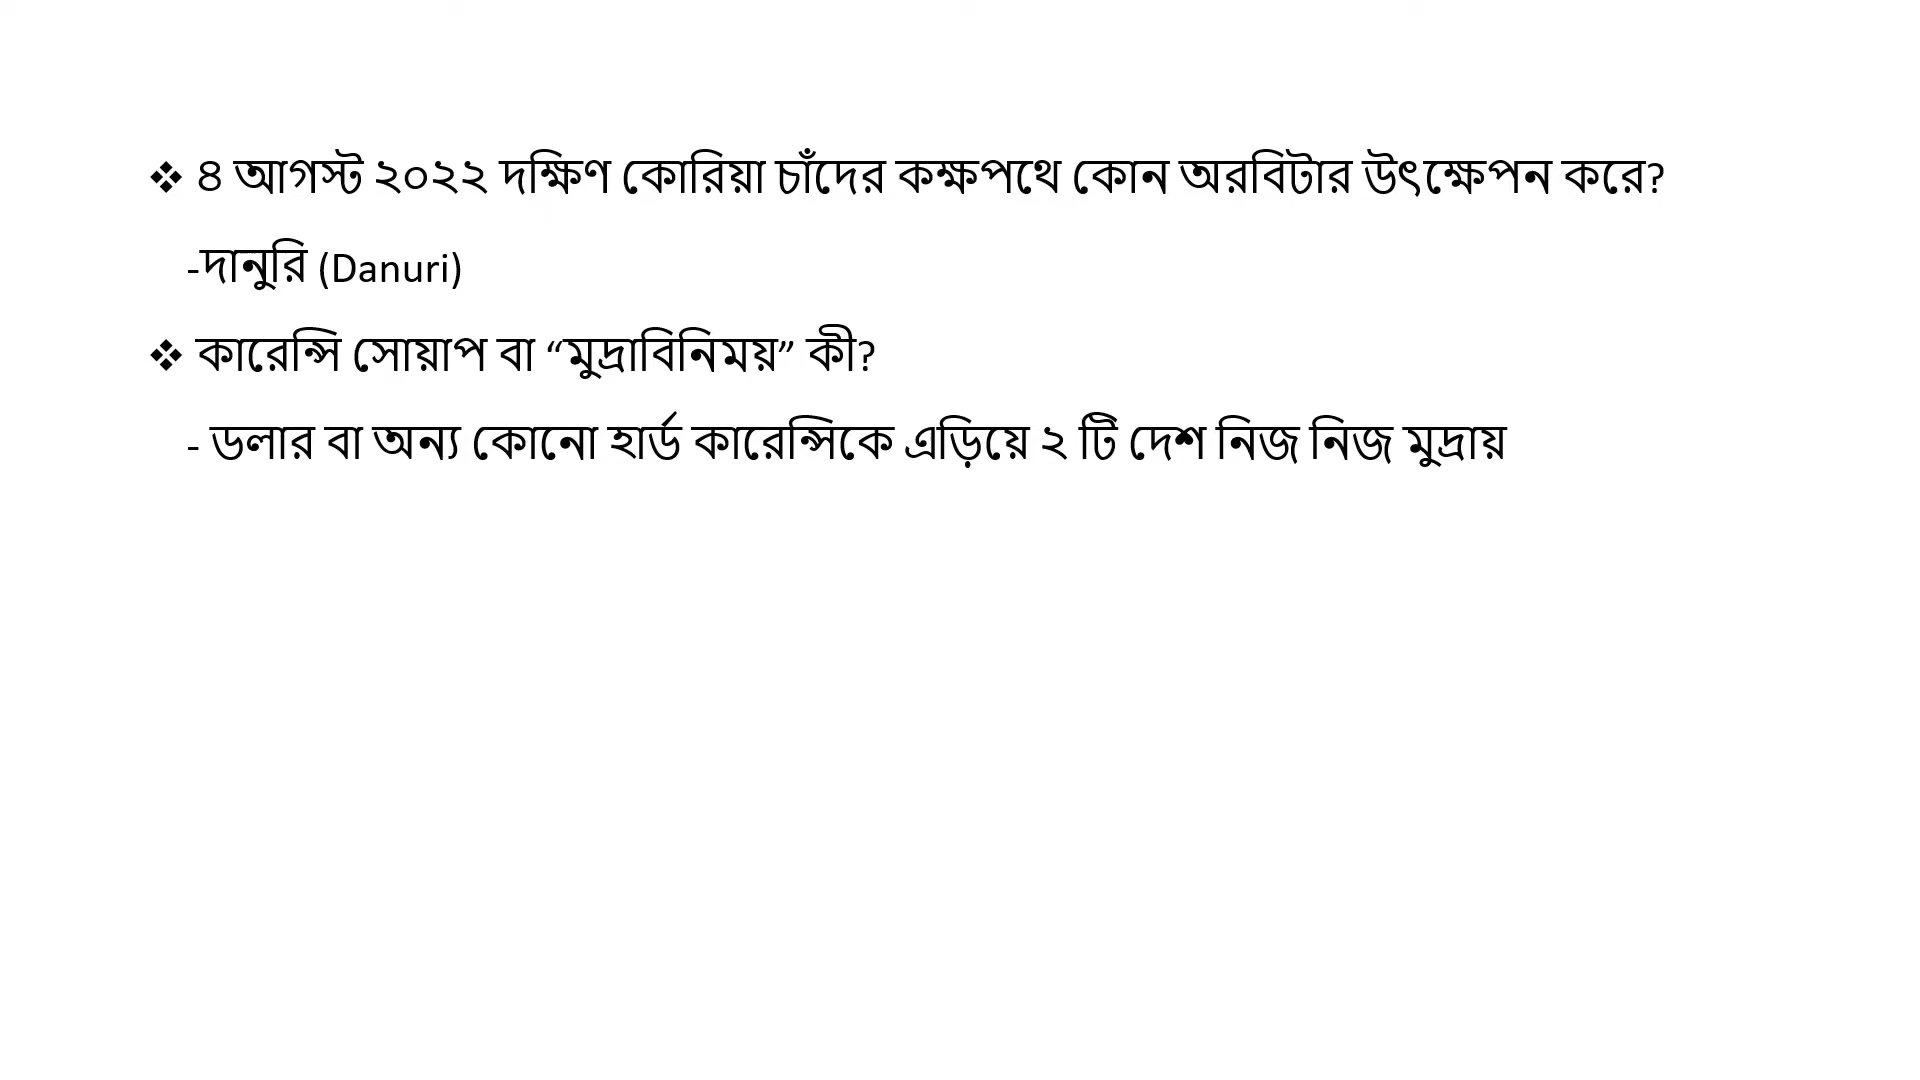 ❖ ৪ আগস্ট ২০২২ দক্ষিণ কোরিয়া চাঁদের কক্ষপথে কোন অরবিটার উৎক্ষেপন করে?
-দানুরি (Danuri)
❖ কারেন্সি সোয়াপ বা “মুদ্রাবিনিময়” কী?
- ডলার বা অন্য কোনো হার্ড কারেন্সিকে এড়িয়ে ২ টি দেশ নিজ নিজ মুদ্রায়